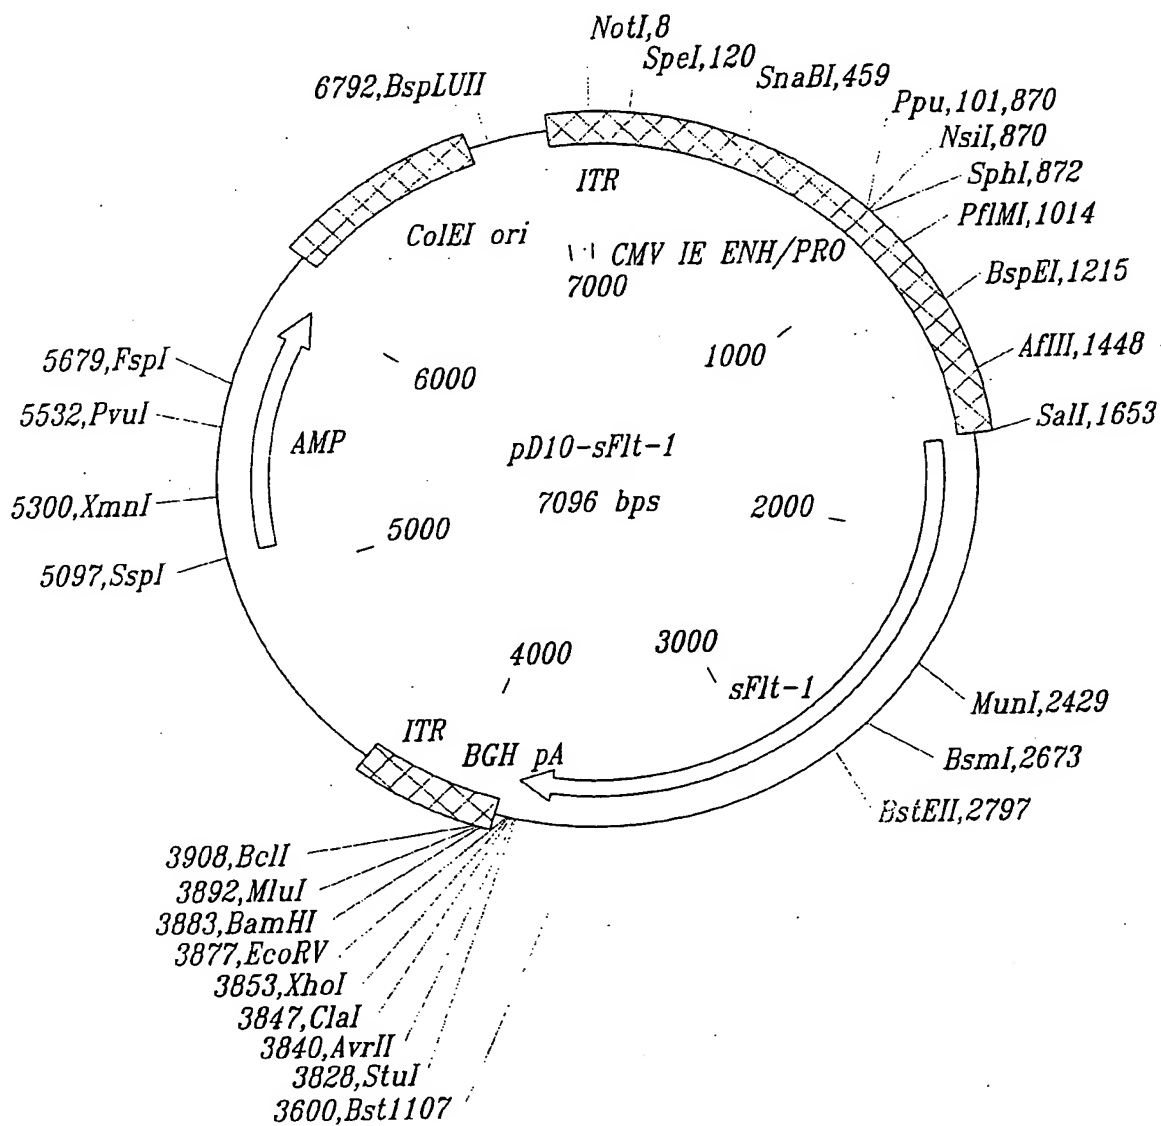 NotI,8
SpeI,120
SnaBI,459
6792,BspLUII
Ppu,101,870
NsiI,870
SphI,872
ITR
PflMI,1014
ColEI ori
CMV IE ENH/PRO
7000
BspEI,1215
AflII,1448
1000
5679,FspI
6000
5532,PvuI
SalI,1653
AMP
pD10-sFlt-1
5300,XmnI
7096 bps
2000
5000
5097,SspI
4000
3000
sFlt-1
MunI,2429
ITR
BGH pA
BsmI,2673
BstEII,2797
3908,BclI
3892,MluI
3883,BamHI
3877,EcoRV
3853,XhoI
3847,ClaI
3840,AvrII
3828,StuI
3600,Bst1107